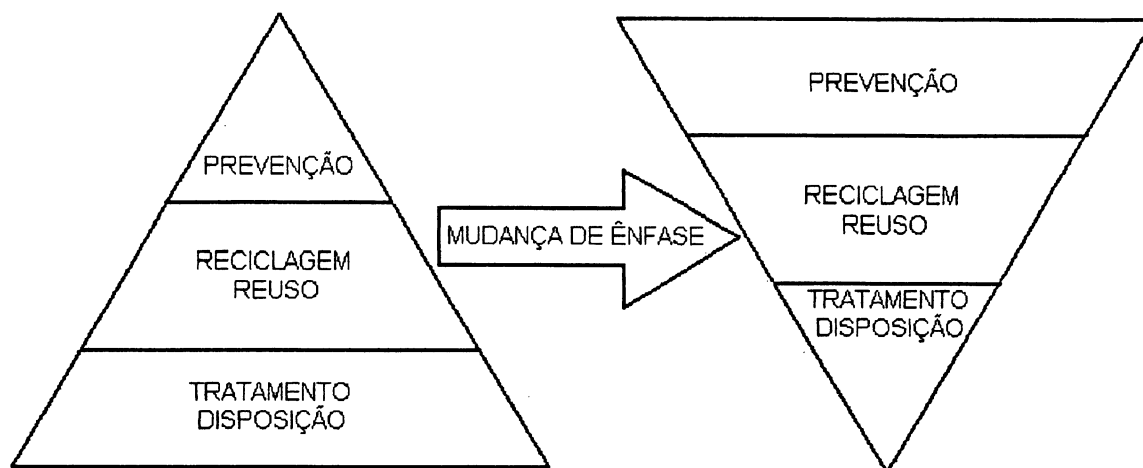 PREVENÇÃO
RECICLAGEM
REUSO
TRATAMENTO
DISPOSIÇÃO
MUDANÇA DE ÊNFASE
PREVENÇÃO
RECICLAGEM
REUSO
TRATAMENTO
DISPOSIÇÃO